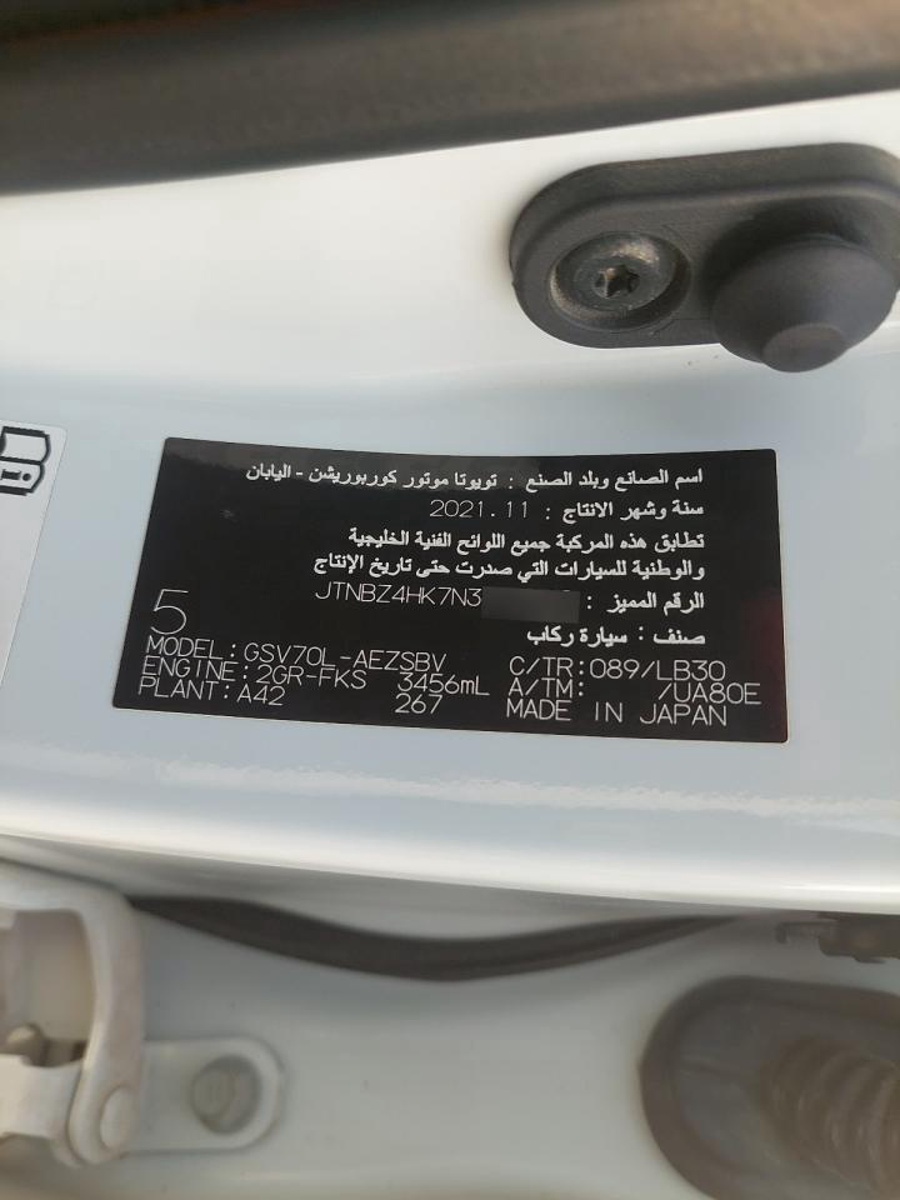 اسم الصانع وبلد الصنع : تويوتا موتور كوربوريشن - اليابان
سنة وشهر الانتاج : 2021.11
تطابق هذه المركبة جميع اللوائح الفنية الخليجية
والوطنية للسيارات التي صدرت حتى تاريخ الإنتاج
الرقم المميز : JTNBZ4HK7N3
صنف : سيارة ركاب
5
MODEL:GSV70L-AEZSBV C/TR:089/LB30
ENGINE:2GR-FKS 3456mL A/TM: /UA80E
PLANT:A42 267 MADE IN JAPAN